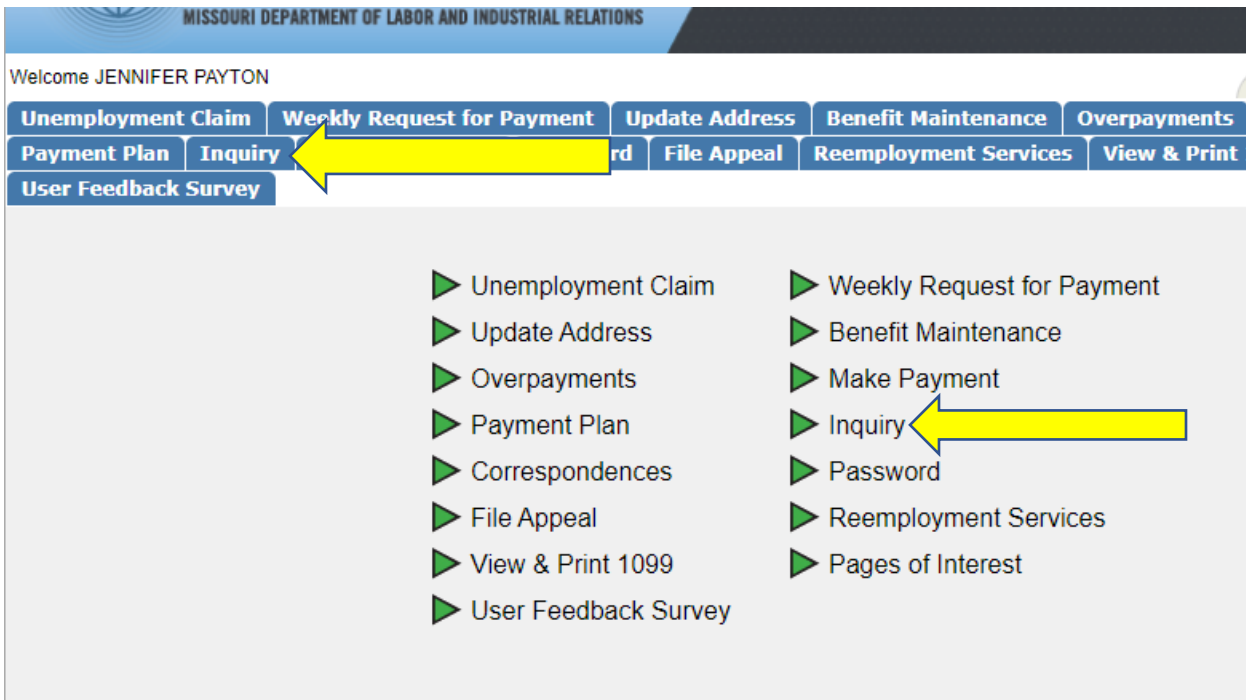 MISSOURI DEPARTMENT OF LABOR AND INDUSTRIAL RELATIONS
Welcome JENNIFER PAYTON
Unemployment Claim Weekly Request for Payment Update Address Benefit Maintenance Overpayments
Payment Plan Inquiry rd File Appeal Reemployment Services View & Print
User Feedback Survey
Unemployment Claim Weekly Request for Payment
Update Address Benefit Maintenance
Overpayments Make Payment
Payment Plan Inquiry
Correspondences Password
File Appeal Reemployment Services
View & Print 1099 Pages of Interest
User Feedback Survey